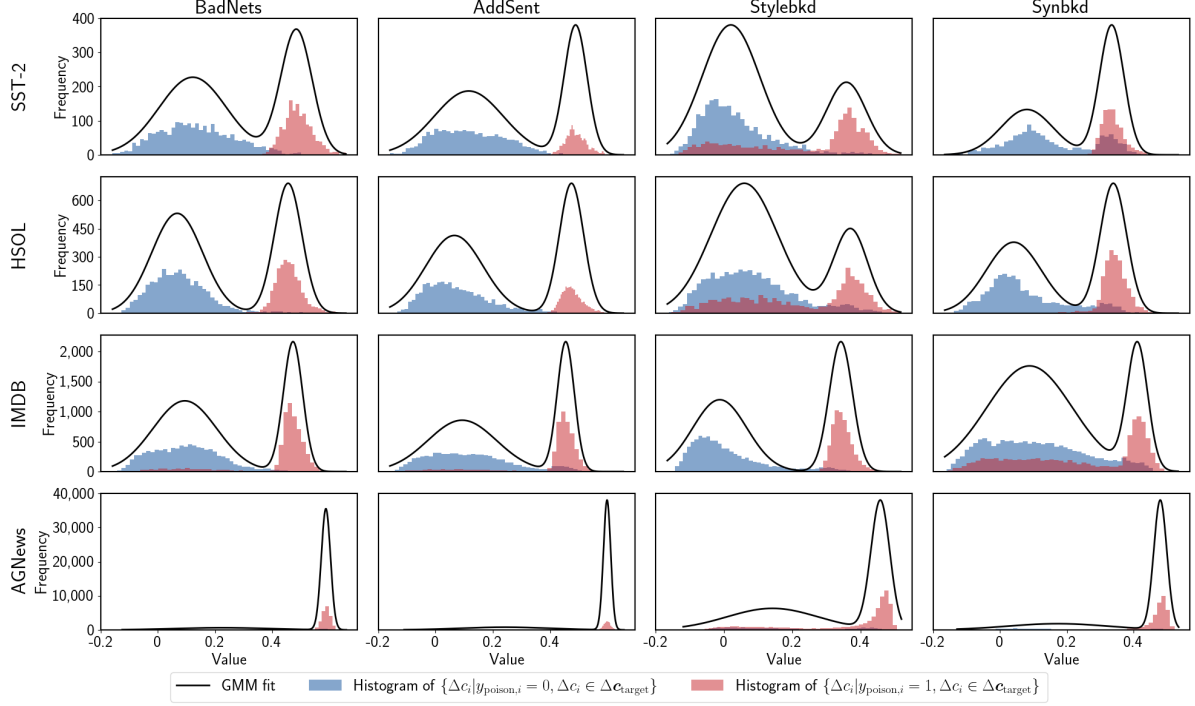 BadNets AddSent Stylebkd Synbkd
SST-2
Frequency
400
300
200
100
0
HSOL
Frequency
600
450
300
150
0
IMDB
Frequency
2,000
1,500
1,000
500
0
AGNews
Frequency
40,000
30,000
20,000
10,000
0
-0.2 0 0.2 0.4 -0.2 0 0.2 0.4 -0.2 0 0.2 0.4 -0.2 0 0.2 0.4
Value Value Value Value
GMM fit Histogram of {Δc_i|y_poison,i = 0, Δc_i ∈ Δc_target} Histogram of {Δc_i|y_poison,i = 1, Δc_i ∈ Δc_target}